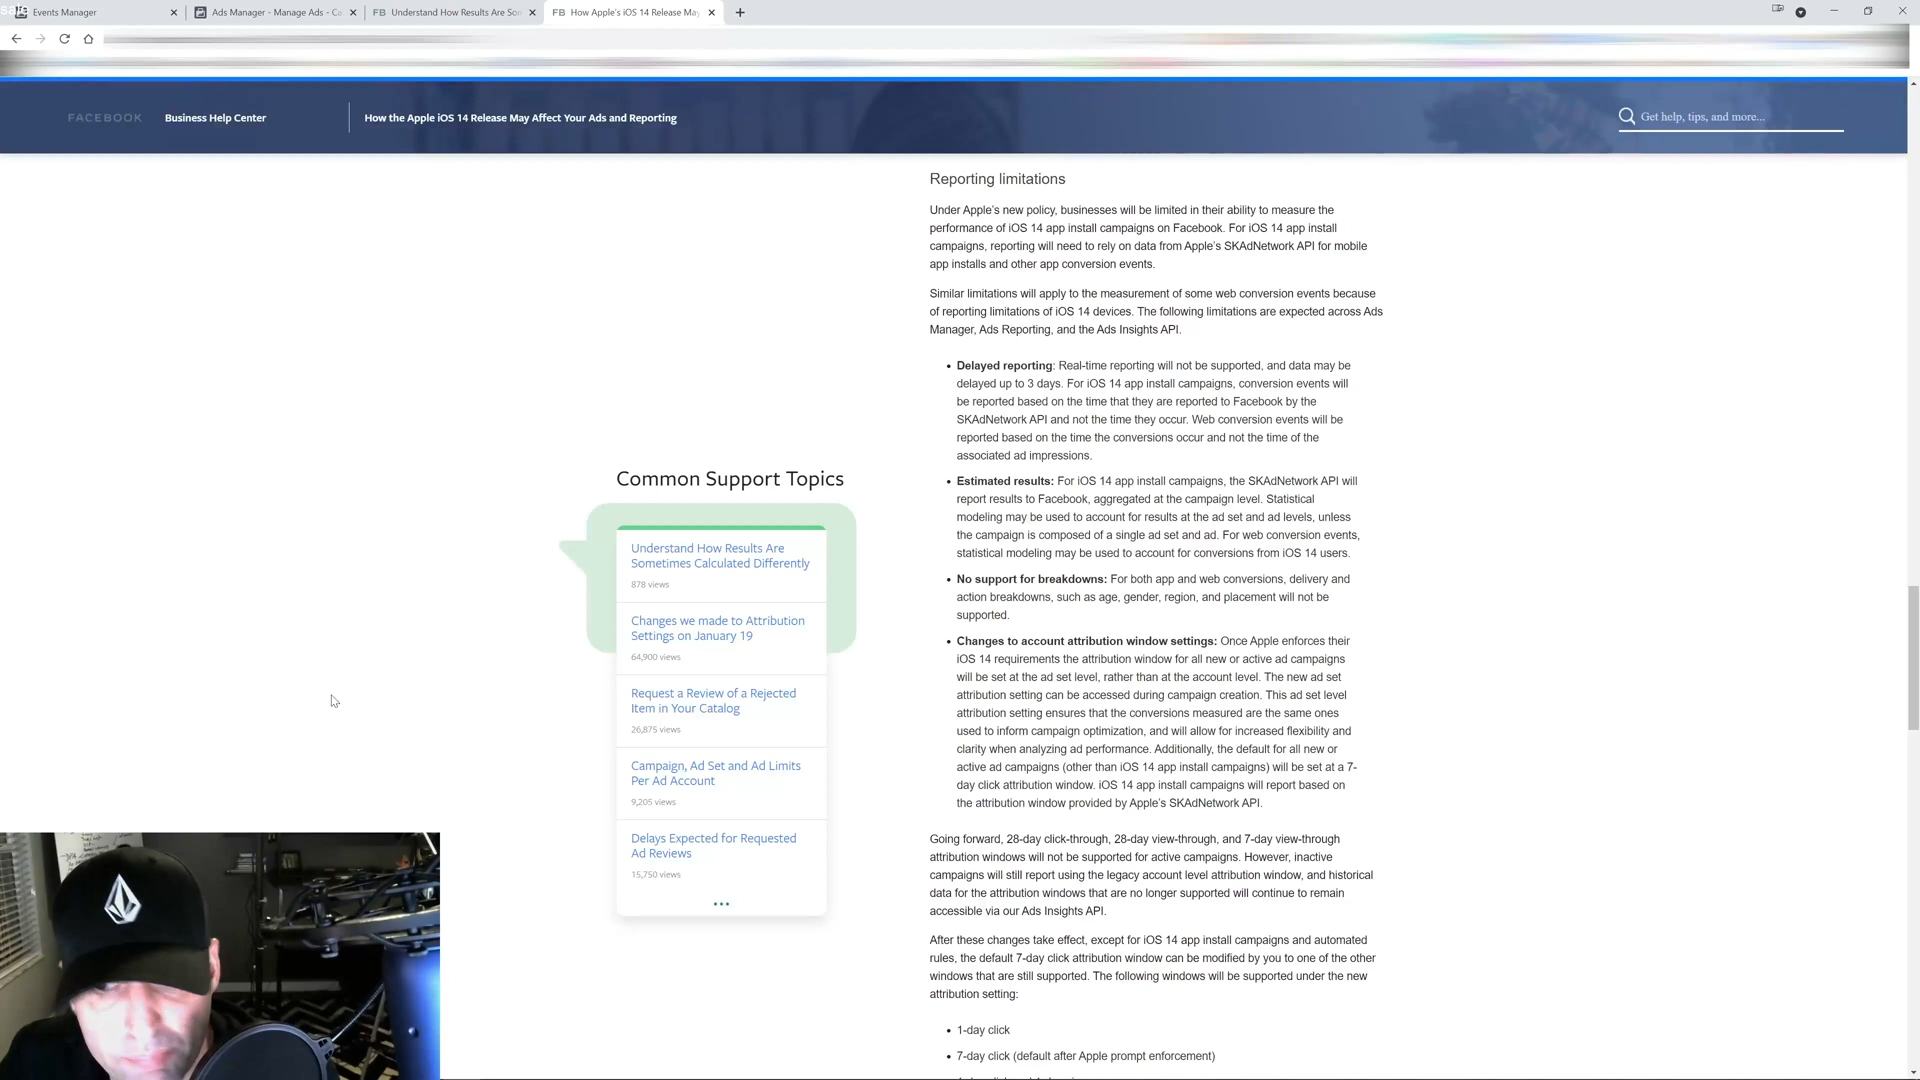 Events Manager
Ads Manager - Manage Ads - Ca
FB Understand How Results Are Son
FB How Apple's iOS 14 Release May
FACEBOOK
Business Help Center
How the Apple iOS 14 Release May Affect Your Ads and Reporting
Get help, tips, and more...
Common Support Topics
Understand How Results Are
Sometimes Calculated Differently
878 views
Changes we made to Attribution
Settings on January 19
64,900 views
Request a Review of a Rejected
Item in Your Catalog
26,875 views
Campaign, Ad Set and Ad Limits
Per Ad Account
9,205 views
Delays Expected for Requested
Ad Reviews
15,750 views
Reporting limitations
Under Apple's new policy, businesses will be limited in their ability to measure the
performance of iOS 14 app install campaigns on Facebook. For iOS 14 app install
campaigns, reporting will need to rely on data from Apple's SKAdNetwork API for mobile
app installs and other app conversion events.
Similar limitations will apply to the measurement of some web conversion events because
of reporting limitations of iOS 14 devices. The following limitations are expected across Ads
Manager, Ads Reporting, and the Ads Insights API.
• Delayed reporting: Real-time reporting will not be supported, and data may be
delayed up to 3 days. For iOS 14 app install campaigns, conversion events will
be reported based on the time that they are reported to Facebook by the
SKAdNetwork API and not the time they occur. Web conversion events will be
reported based on the time the conversions occur and not the time of the
associated ad impressions.
• Estimated results: For iOS 14 app install campaigns, the SKAdNetwork API will
report results to Facebook, aggregated at the campaign level. Statistical
modeling may be used to account for results at the ad set and ad levels, unless
the campaign is composed of a single ad set and ad. For web conversion events,
statistical modeling may be used to account for conversions from iOS 14 users.
• No support for breakdowns: For both app and web conversions, delivery and
action breakdowns, such as age, gender, region, and placement will not be
supported.
• Changes to account attribution window settings: Once Apple enforces their
iOS 14 requirements the attribution window for all new or active ad campaigns
will be set at the ad set level, rather than at the account level. The new ad set
attribution setting can be accessed during campaign creation. This ad set level
attribution setting ensures that the conversions measured are the same ones
used to inform campaign optimization, and will allow for increased flexibility and
clarity when analyzing ad performance. Additionally, the default for all new or
active ad campaigns (other than iOS 14 app install campaigns) will be set at a 7-
day click attribution window. iOS 14 app install campaigns will report based on
the attribution window provided by Apple's SKAdNetwork API.
Going forward, 28-day click-through, 28-day view-through, and 7-day view-through
attribution windows will not be supported for active campaigns. However, inactive
campaigns will still report using the legacy account level attribution window, and historical
data for the attribution windows that are no longer supported will continue to remain
accessible via our Ads Insights API.
After these changes take effect, except for iOS 14 app install campaigns and automated
rules, the default 7-day click attribution window can be modified by you to one of the other
windows that are still supported. The following windows will be supported under the new
attribution setting:
• 1-day click
• 7-day click (default after Apple prompt enforcement)